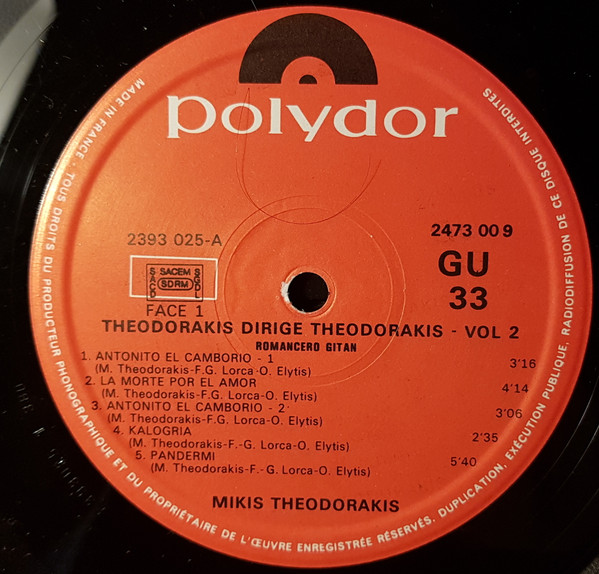 polydor
MADE IN FRANCE · TOUS DROITS DU PRODUCTEUR PHONOGRAPHIQUE ET DU PROPRIÉTAIRE DE L'ŒUVRE ENREGISTRÉE RÉSERVÉS. DUPLICATION, EXÉCUTION PUBLIQUE, RADIODIFFUSION DE CE DISQUE INTERDITES
2393 025-A
2473 00 9
GU
33
SACEM
SDRM
SACD
SGDL
FACE 1
THEODORAKIS DIRIGE THEODORAKIS - VOL 2
ROMANCERO GITAN
1. ANTONITO EL CAMBORIO - 1 3'16
(M. Theodorakis-F.G. Lorca-O. Elytis)
2. LA MORTE POR EL AMOR 4'14
(M. Theodorakis-F.G. Lorca-O. Elytis)
3. ANTONITO EL CAMBORIO - 2 3'06
(M. Theodorakis-F.G. Lorca-O. Elytis)
4. KALOGRIA 2'35
(M. Theodorakis-F.-G. Lorca-O. Elytis)
5. PANDERMI 5'40
(M. Theodorakis-F.-G. Lorca-O. Elytis)
MIKIS THEODORAKIS